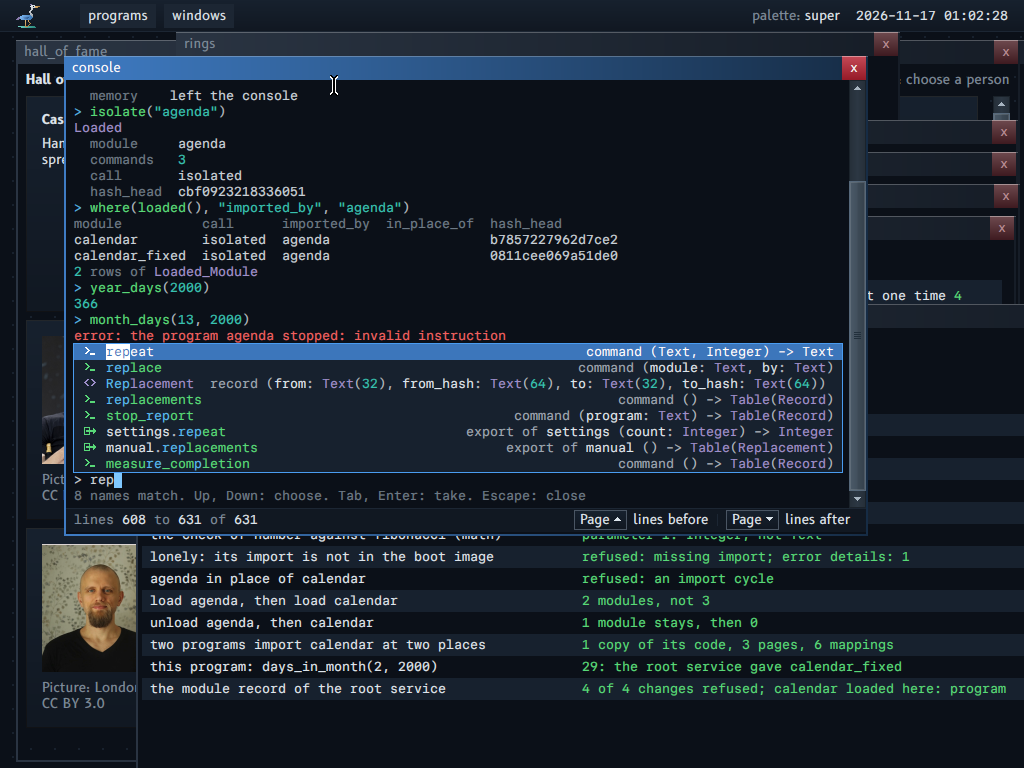 programs windows palette: super 2026-11-17 01:02:28
rings x
hall_of_fame x
console x
Hall o
choose a person
memory left the console
> isolate("agenda")
Loaded
module agenda
commands 3
call isolated
hash_head cbf0923218336051
> where(loaded(), "imported_by", "agenda")
module call imported_by in_place_of hash_head
calendar isolated agenda b7857227962d7ce2
calendar_fixed isolated agenda 0811cee069a51de0
2 rows of Loaded_Module
> year_days(2000)
366
> month_days(13, 2000)
error: the program agenda stopped: invalid instruction
repeat command (Text, Integer) -> Text
replace command (module: Text, by: Text)
Replacement record (from: Text(32), from_hash: Text(64), to: Text(32), to_hash: Text(64))
replacements command () -> Table(Record)
stop_report command (program: Text) -> Table(Record)
settings.repeat export of settings (count: Integer) -> Integer
manual.replacements export of manual () -> Table(Replacement)
measure_completion command () -> Table(Record)
> rep
8 names match. Up, Down: choose. Tab, Enter: take. Escape: close
lines 608 to 631 of 631 Page lines before Page lines after
Cas
Har
spre
x
x
x
x
t one time 4
Pict
CC
the check of number against fibonacci (math) parameter 1: Integer, not Text
lonely: its import is not in the boot image refused: missing import; error details: 1
agenda in place of calendar refused: an import cycle
load agenda, then load calendar 2 modules, not 3
unload agenda, then calendar 1 module stays, then 0
two programs import calendar at two places 1 copy of its code, 3 pages, 6 mappings
this program: days_in_month(2, 2000) 29: the root service gave calendar_fixed
the module record of the root service 4 of 4 changes refused; calendar loaded here: program
Picture: Londo
CC BY 3.0